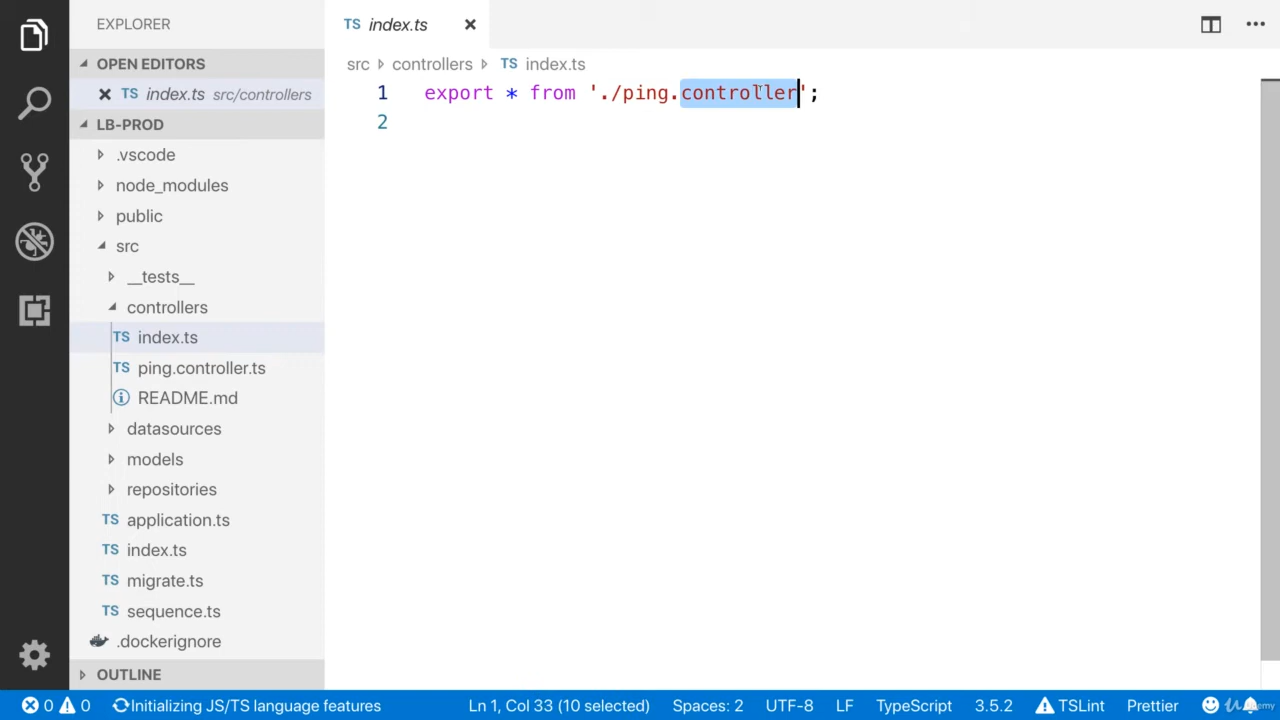 EXPLORER
OPEN EDITORS
TS index.ts src/controllers
LB-PROD
.vscode
node_modules
public
src
__tests__
controllers
TS index.ts
TS ping.controller.ts
README.md
datasources
models
repositories
TS application.ts
TS index.ts
TS migrate.ts
TS sequence.ts
.dockerignore
OUTLINE
TS index.ts
src controllers TS index.ts
1 export * from './ping.controller';
2
0 0 Initializing JS/TS language features Ln 1, Col 33 (10 selected) Spaces: 2 UTF-8 LF TypeScript 3.5.2 TSLint Prettier